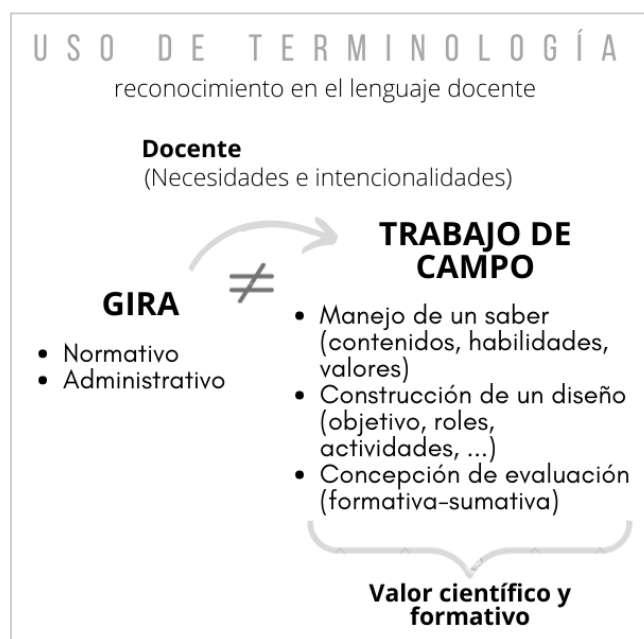 USO DE TERMINOLOGÍA
reconocimiento en el lenguaje docente
Docente
(Necesidades e intencionalidades)
GIRA
• Normativo
• Administrativo
≠
TRABAJO DE
CAMPO
• Manejo de un saber
(contenidos, habilidades,
valores)
• Construcción de un diseño
(objetivo, roles,
actividades, ...)
• Concepción de evaluación
(formativa-sumativa)
Valor científico y
formativo